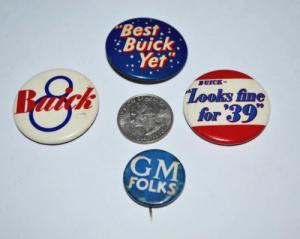 "Best
Buick
Yet"
8
Buick
BUICK-
"Looks fine
for '39"
GM
FOLKS